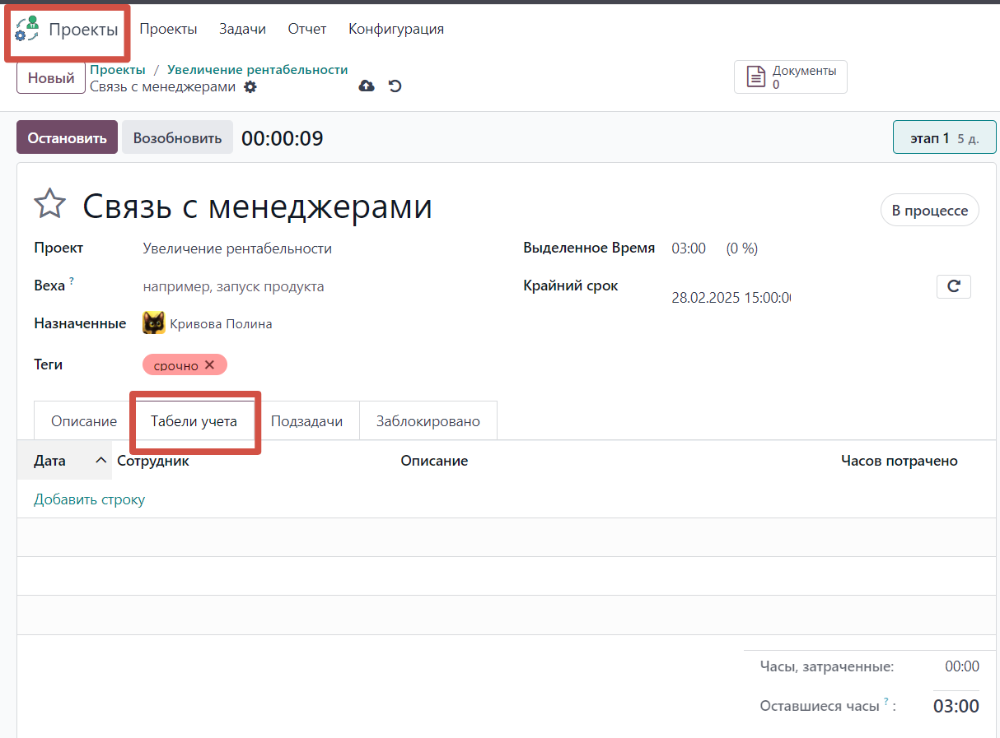 Проекты Проекты Задачи Отчет Конфигурация
Новый Проекты / Увеличение рентабельности
Связь с менеджерами
Документы
0
Остановить Возобновить 00:00:09 этап 1 5 д.
Связь с менеджерами
В процессе
Проект Увеличение рентабельности Выделенное Время 03:00 (0 %)
Веха ? например, запуск продукта Крайний срок 28.02.2025 15:00:00
Назначенные Кривова Полина
Теги срочно
Описание Табели учета Подзадачи Заблокировано
Дата Сотрудник Описание Часов потрачено
Добавить строку
Часы, затраченные: 00:00
Оставшиеся часы ? : 03:00